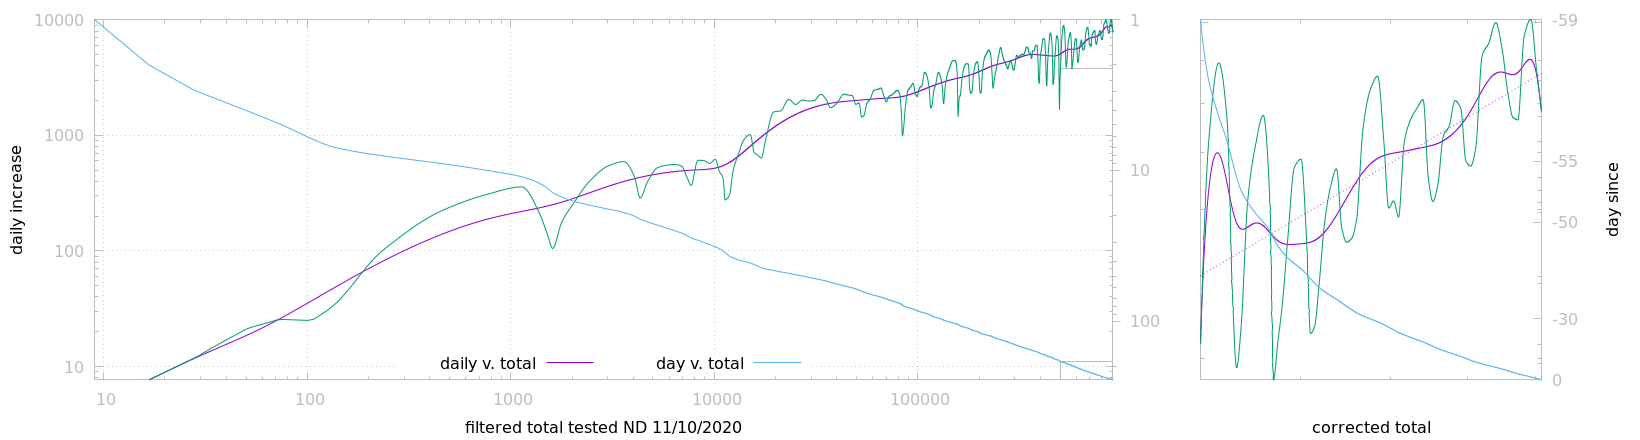 10000
1000
100
10
daily increase
10
100
1000
10000
100000
filtered total tested ND 11/10/2020
daily v. total
day v. total
1
10
100
-59
-55
-50
-30
0
day since
corrected total